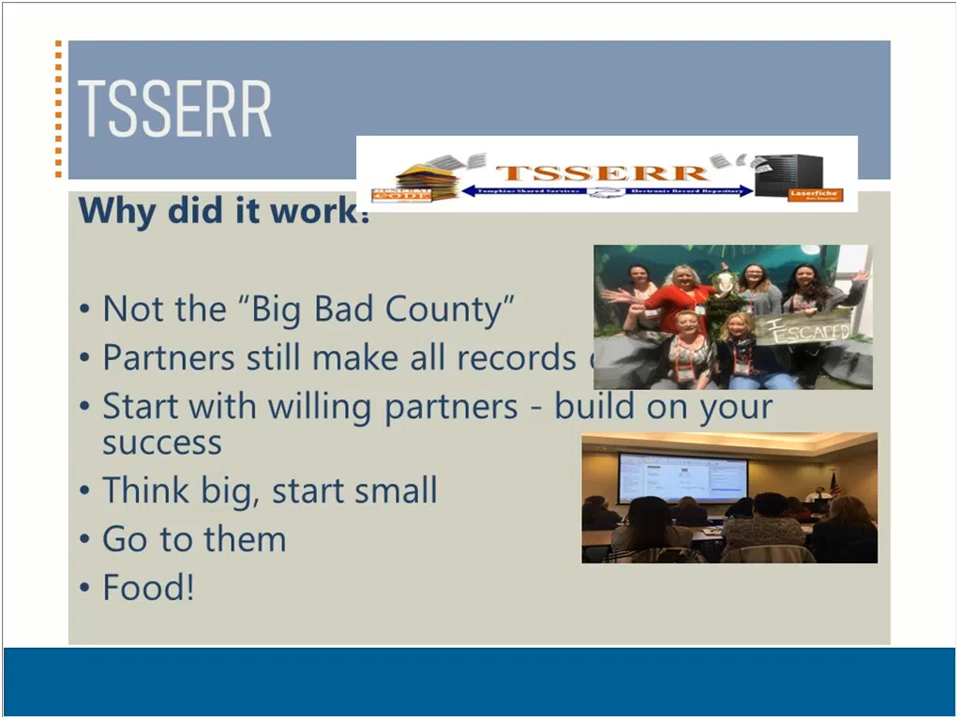 TSSERR
TSSERR
Tompkins Shared Services Electronic Record Repository
Laserfiche
Why did it work?
• Not the “Big Bad County”
• Partners still make all records
I
ESCAPED
• Start with willing partners - build on your
success
• Think big, start small
• Go to them
• Food!